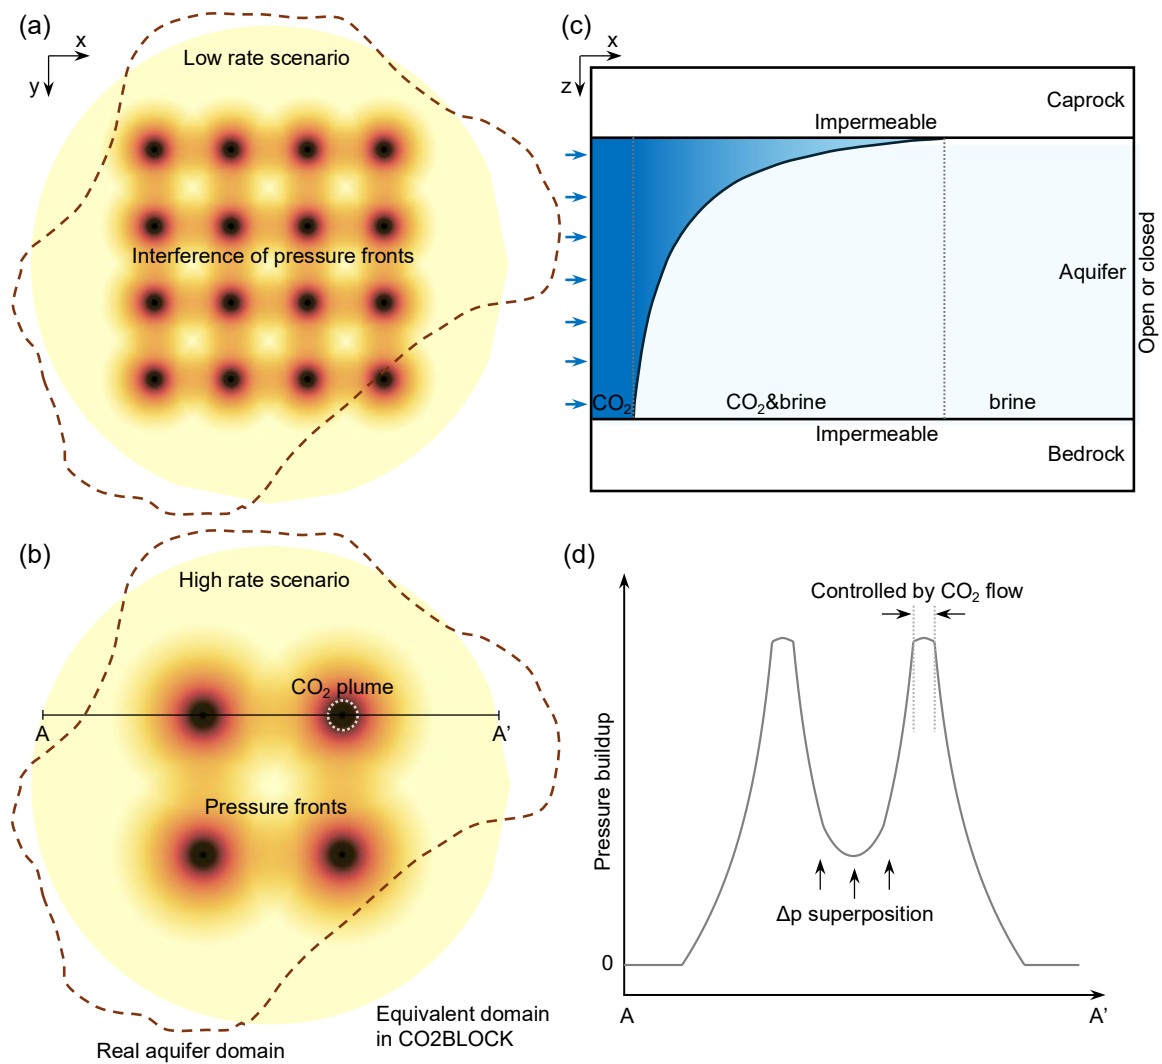 (a)
x
y
Low rate scenario
Interference of pressure fronts
(b)
High rate scenario
CO₂ plume
A
A'
Pressure fronts
Equivalent domain
in CO2BLOCK
Real aquifer domain
(c)
x
z
Caprock
Impermeable
Aquifer
Open or closed
CO₂
CO₂&brine
brine
Impermeable
Bedrock
(d)
Controlled by CO₂ flow
Pressure buildup
Δp superposition
0
A
A'